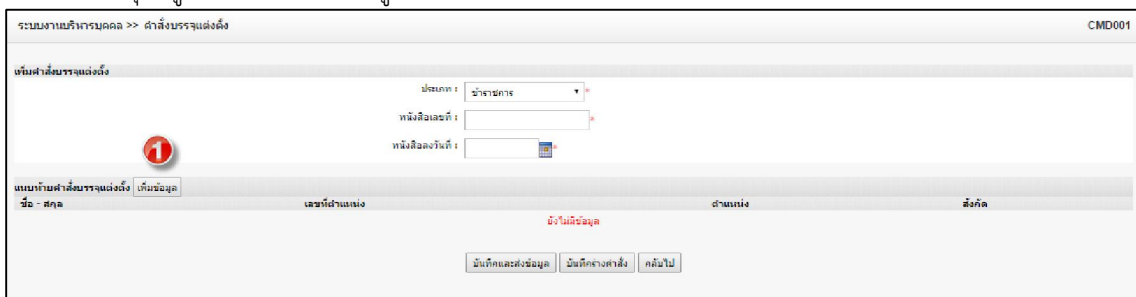 ระบบงานบริหารบุคคล >> คำสั่งบรรจุแต่งตั้ง CMD001
เพิ่มคำสั่งบรรจุแต่งตั้ง
ประเภท : ข้าราชการ *
หนังสือเลขที่ : *
หนังสือลงวันที่ : *
1
แนบท้ายคำสั่งบรรจุแต่งตั้ง เพิ่มข้อมูล
ชื่อ - สกุล เลขที่ตำแหน่ง ตำแหน่ง สังกัด
ยังไม่มีข้อมูล
บันทึกและส่งข้อมูล บันทึกร่างคำสั่ง กลับไป